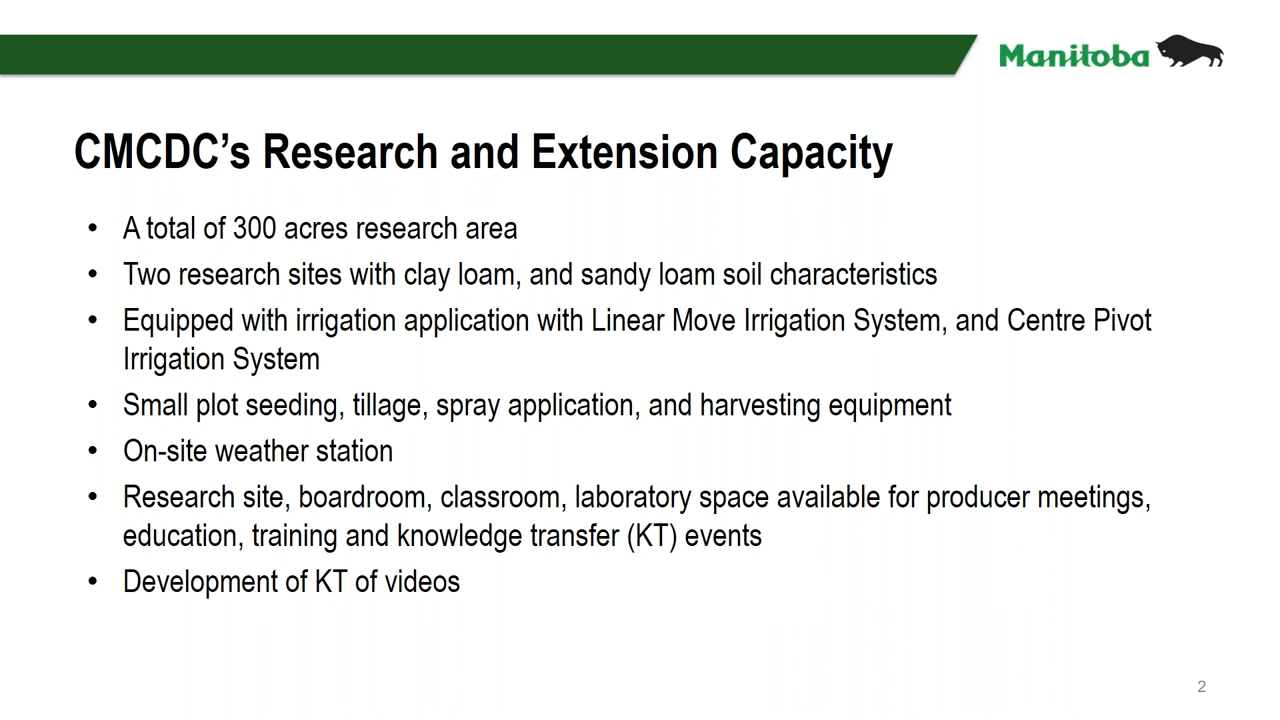 Manitoba
CMCDC’s Research and Extension Capacity
• A total of 300 acres research area
• Two research sites with clay loam, and sandy loam soil characteristics
• Equipped with irrigation application with Linear Move Irrigation System, and Centre Pivot
Irrigation System
• Small plot seeding, tillage, spray application, and harvesting equipment
• On-site weather station
• Research site, boardroom, classroom, laboratory space available for producer meetings,
education, training and knowledge transfer (KT) events
• Development of KT of videos
2